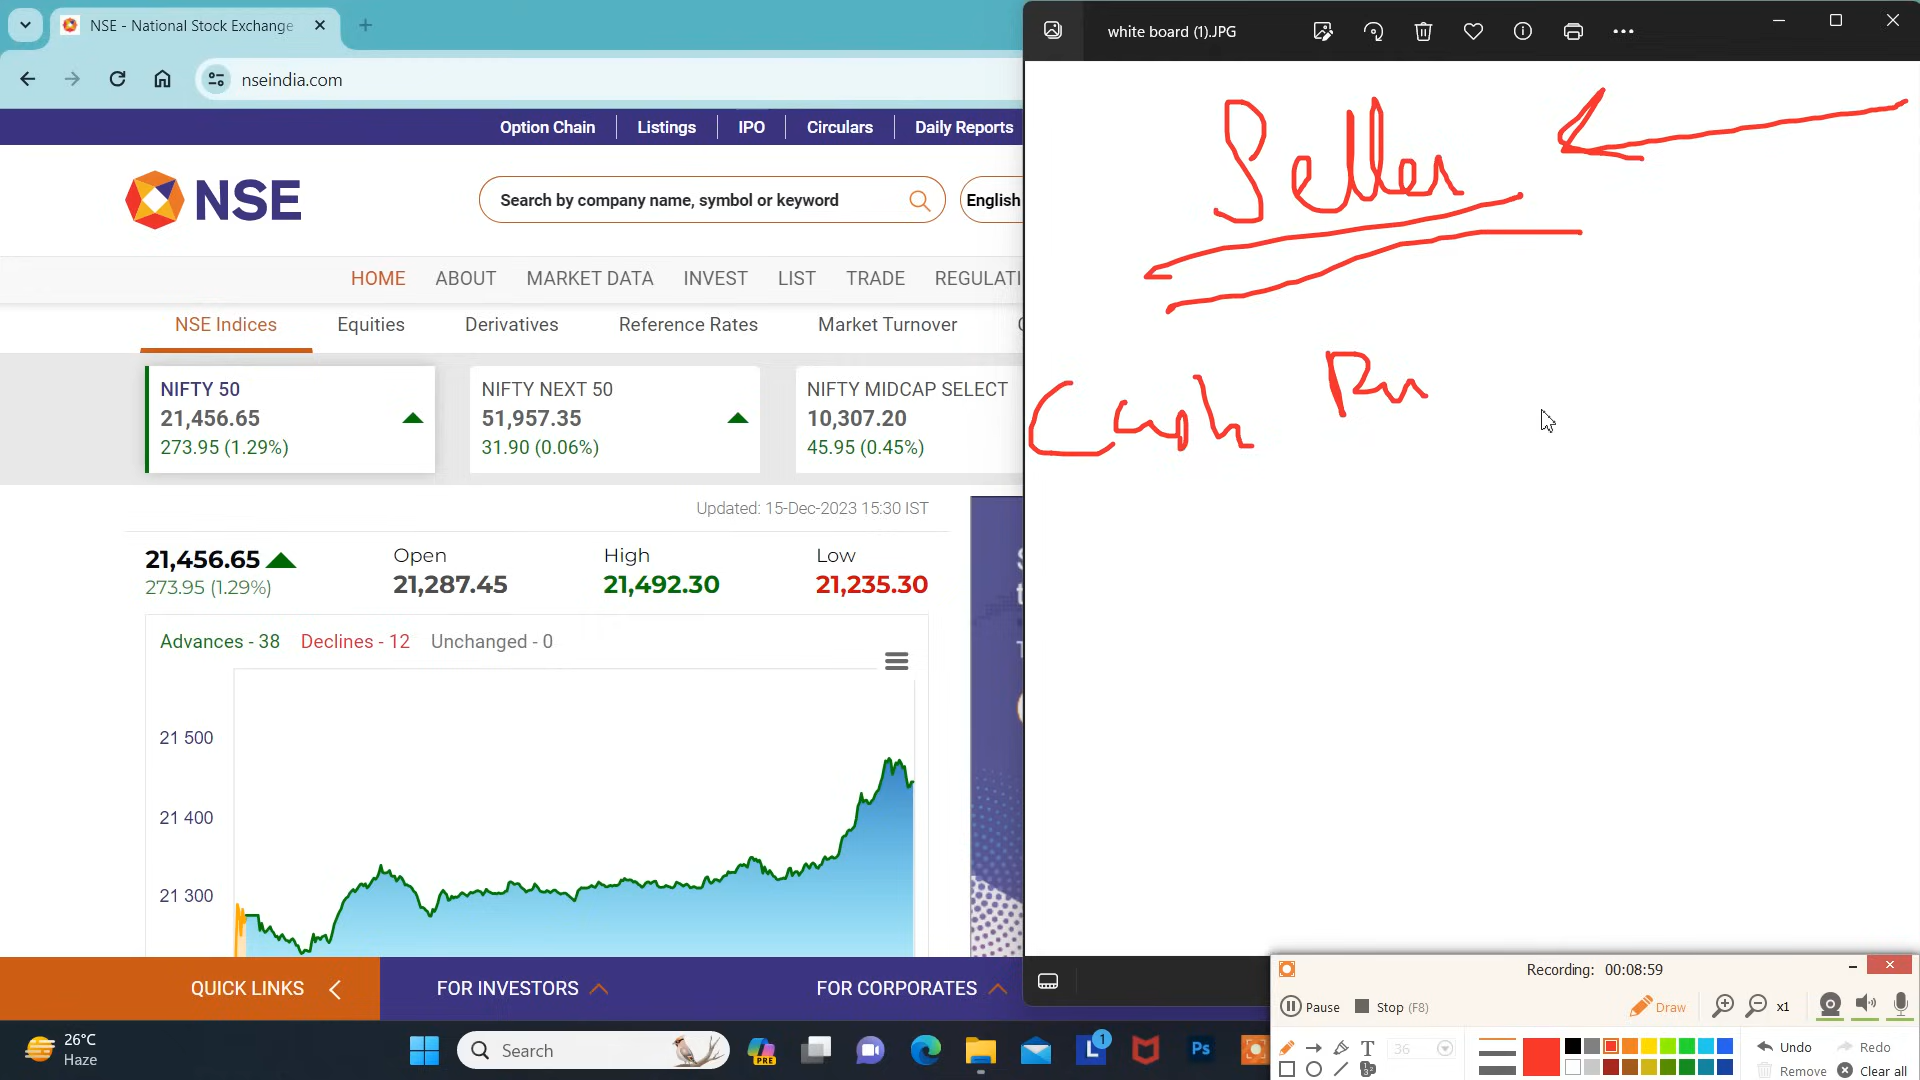 NSE - National Stock Exchange
nseindia.com
white board (1).JPG
Option Chain
Listings
IPO
Circulars
Daily Reports
NSE
Search by company name, symbol or keyword
English
HOME
ABOUT
MARKET DATA
INVEST
LIST
TRADE
REGULATI
NSE Indices
Equities
Derivatives
Reference Rates
Market Turnover
NIFTY 50
21,456.65
273.95 (1.29%)
NIFTY NEXT 50
51,957.35
31.90 (0.06%)
NIFTY MIDCAP SELECT
10,307.20
45.95 (0.45%)
Updated: 15-Dec-2023 15:30 IST
21,456.65
273.95 (1.29%)
Open
21,287.45
High
21,492.30
Low
21,235.30
Advances - 38
Declines - 12
Unchanged - 0
21 500
21 400
21 300
QUICK LINKS
FOR INVESTORS
FOR CORPORATES
Seller
Cash
Recording: 00:08:59
Pause
Stop (F8)
Draw
x1
36
Undo
Redo
Remove
Clear all
26°C
Haze
Search
PRE
L
1
Ps